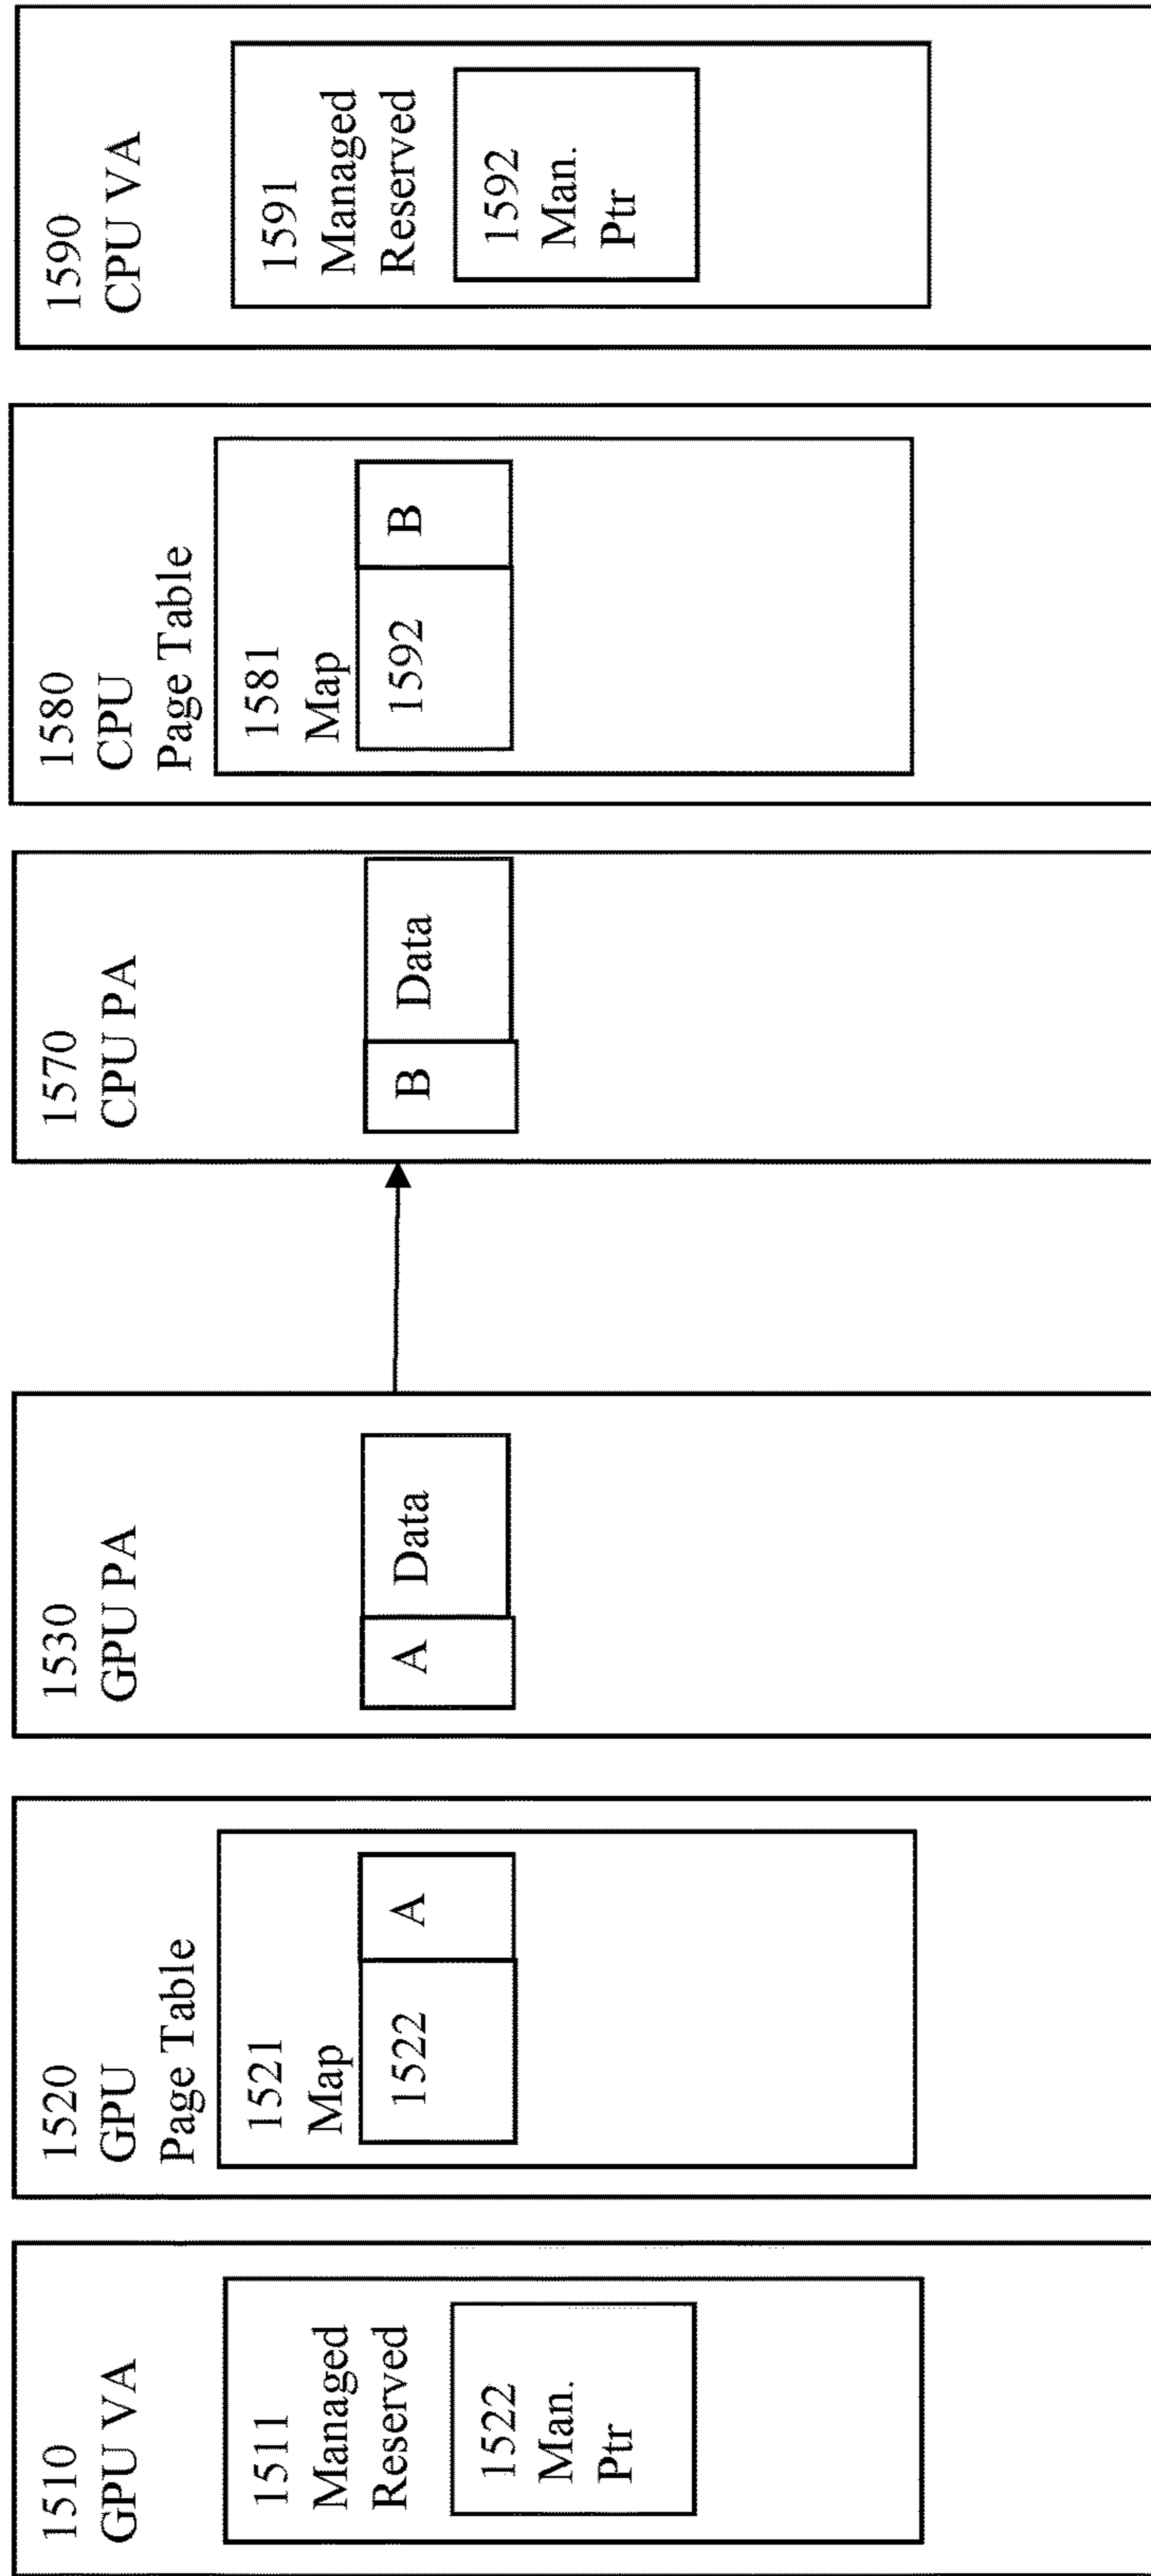 1510
GPU VA
1511
Managed
Reserved
1522
Man.
Ptr
1520
GPU
Page Table
1521
Map
1522 A
1530
GPU PA
A Data
1570
CPU PA
B Data
1580
CPU
Page Table
1581
Map
1592 B
1590
CPU VA
1591
Managed
Reserved
1592
Man.
Ptr